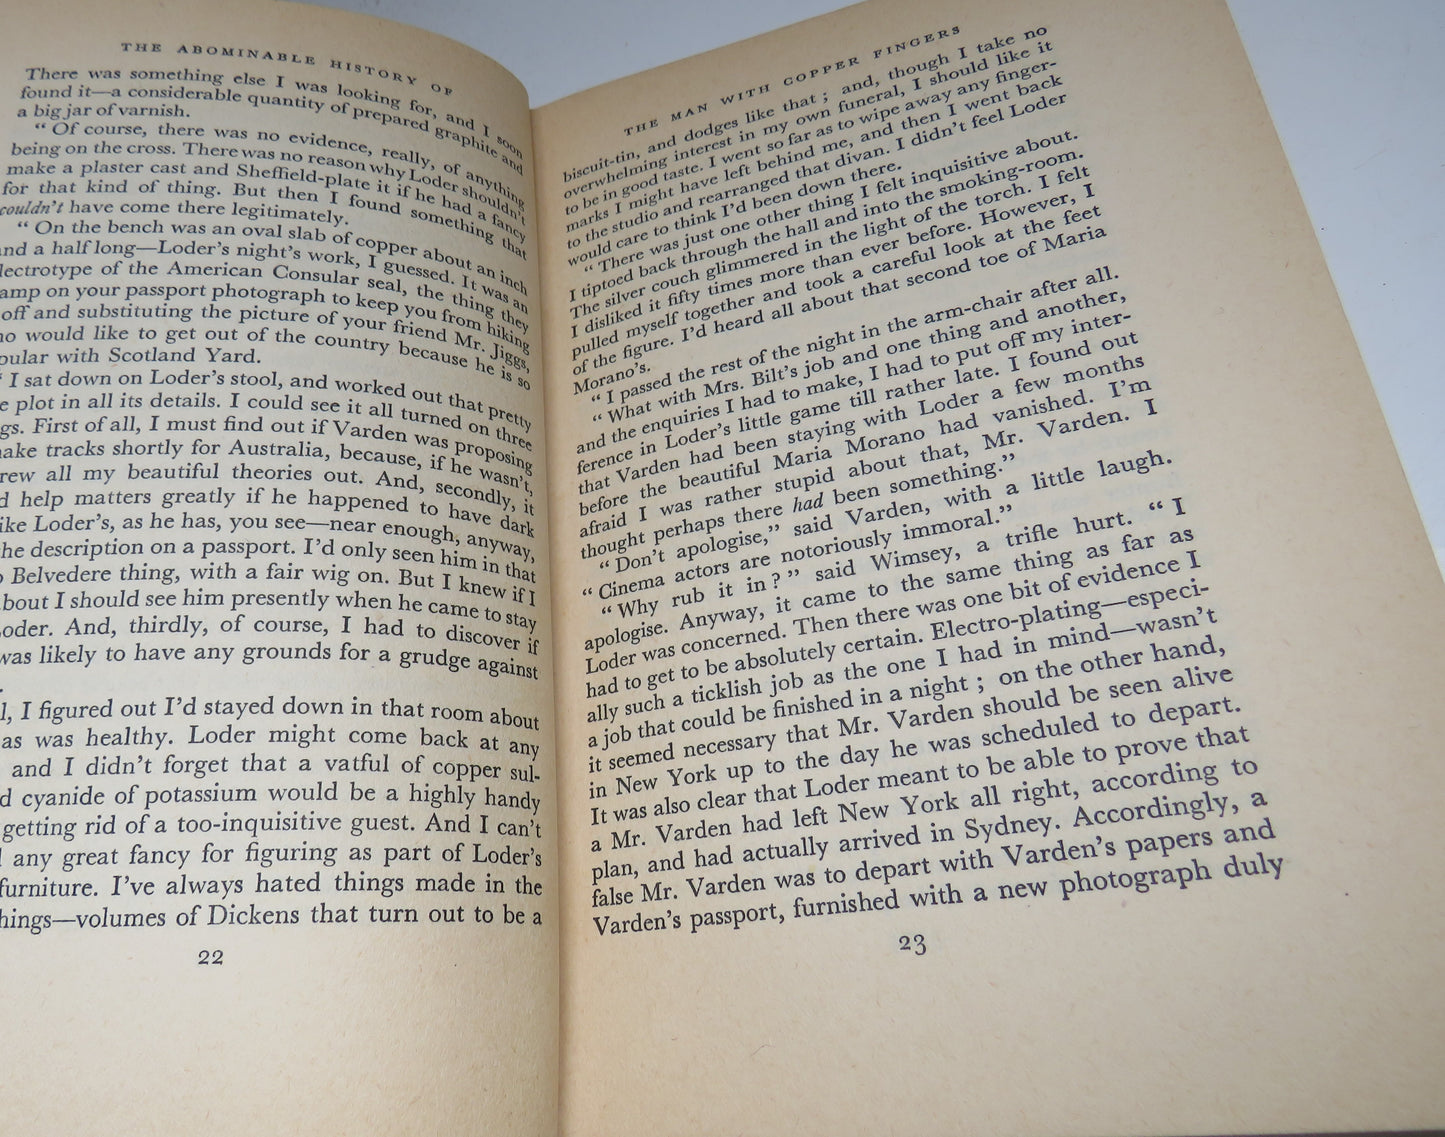 THE ABOMINABLE HISTORY OF
There was something else I was looking for, and I soon
found it—a considerable quantity of prepared graphite and
a big jar of varnish.
“Of course, there was no evidence, really, of anything
being on the cross. There was no reason why Loder shouldn't
make a plaster cast and Sheffield-plate it if he had a fancy
for that kind of thing. But then I found something that
couldn't have come there legitimately.
“On the bench was an oval slab of copper about an inch
and a half long—Loder's night's work, I guessed. It was an
lectrotype of the American Consular seal, the thing they
amp on your passport photograph to keep you from hiking
off and substituting the picture of your friend Mr. Jiggs,
ho would like to get out of the country because he is so
pular with Scotland Yard.
“I sat down on Loder's stool, and worked out that pretty
e plot in all its details. I could see it all turned on three
gs. First of all, I must find out if Varden was proposing
ake tracks shortly for Australia, because, if he wasn't,
rew all my beautiful theories out. And, secondly, it
d help matters greatly if he happened to have dark
ike Loder's, as he has, you see—near enough, anyway,
he description on a passport. I'd only seen him in that
o Belvedere thing, with a fair wig on. But I knew if I
bout I should see him presently when he came to stay
oder. And, thirdly, of course, I had to discover if
was likely to have any grounds for a grudge against
l, I figured out I'd stayed down in that room about
as was healthy. Loder might come back at any
and I didn't forget that a vatful of copper sul-
d cyanide of potassium would be a highly handy
getting rid of a too-inquisitive guest. And I can't
any great fancy for figuring as part of Loder's
furniture. I've always hated things made in the
hings—volumes of Dickens that turn out to be a
22
THE MAN WITH COPPER FINGERS
biscuit-tin, and dodges like that; and, though I take no
overwhelming interest in my own funeral, I should like it
to be in good taste. I went so far as to wipe away any finger-
marks I might have left behind me, and then I went back
to the studio and rearranged that divan. I didn't feel Loder
would care to think I'd been down there.
“There was just one other thing I felt inquisitive about.
I tiptoed back through the hall and into the smoking-room.
The silver couch glimmered in the light of the torch. I felt
I disliked it fifty times more than ever before. However, I
pulled myself together and took a careful look at the feet
of the figure. I'd heard all about that second toe of Maria
Morano's.
“I passed the rest of the night in the arm-chair after all.
“What with Mrs. Bilt's job and one thing and another,
and the enquiries I had to make, I had to put off my inter-
ference in Loder's little game till rather late. I found out
that Varden had been staying with Loder a few months
before the beautiful Maria Morano had vanished. I'm
afraid I was rather stupid about that, Mr. Varden. I
thought perhaps there had been something.”
“Don't apologise,” said Varden, with a little laugh.
“Cinema actors are notoriously immoral.”
“Why rub it in?” said Wimsey, a trifle hurt. “I
apologise. Anyway, it came to the same thing as far as
Loder was concerned. Then there was one bit of evidence I
had to get to be absolutely certain. Electro-plating—especi-
ally such a ticklish job as the one I had in mind—wasn't
a job that could be finished in a night; on the other hand,
it seemed necessary that Mr. Varden should be seen alive
in New York up to the day he was scheduled to depart.
It was also clear that Loder meant to be able to prove that
a Mr. Varden had left New York all right, according to
plan, and had actually arrived in Sydney. Accordingly, a
false Mr. Varden was to depart with Varden's papers and
Varden's passport, furnished with a new photograph duly
23